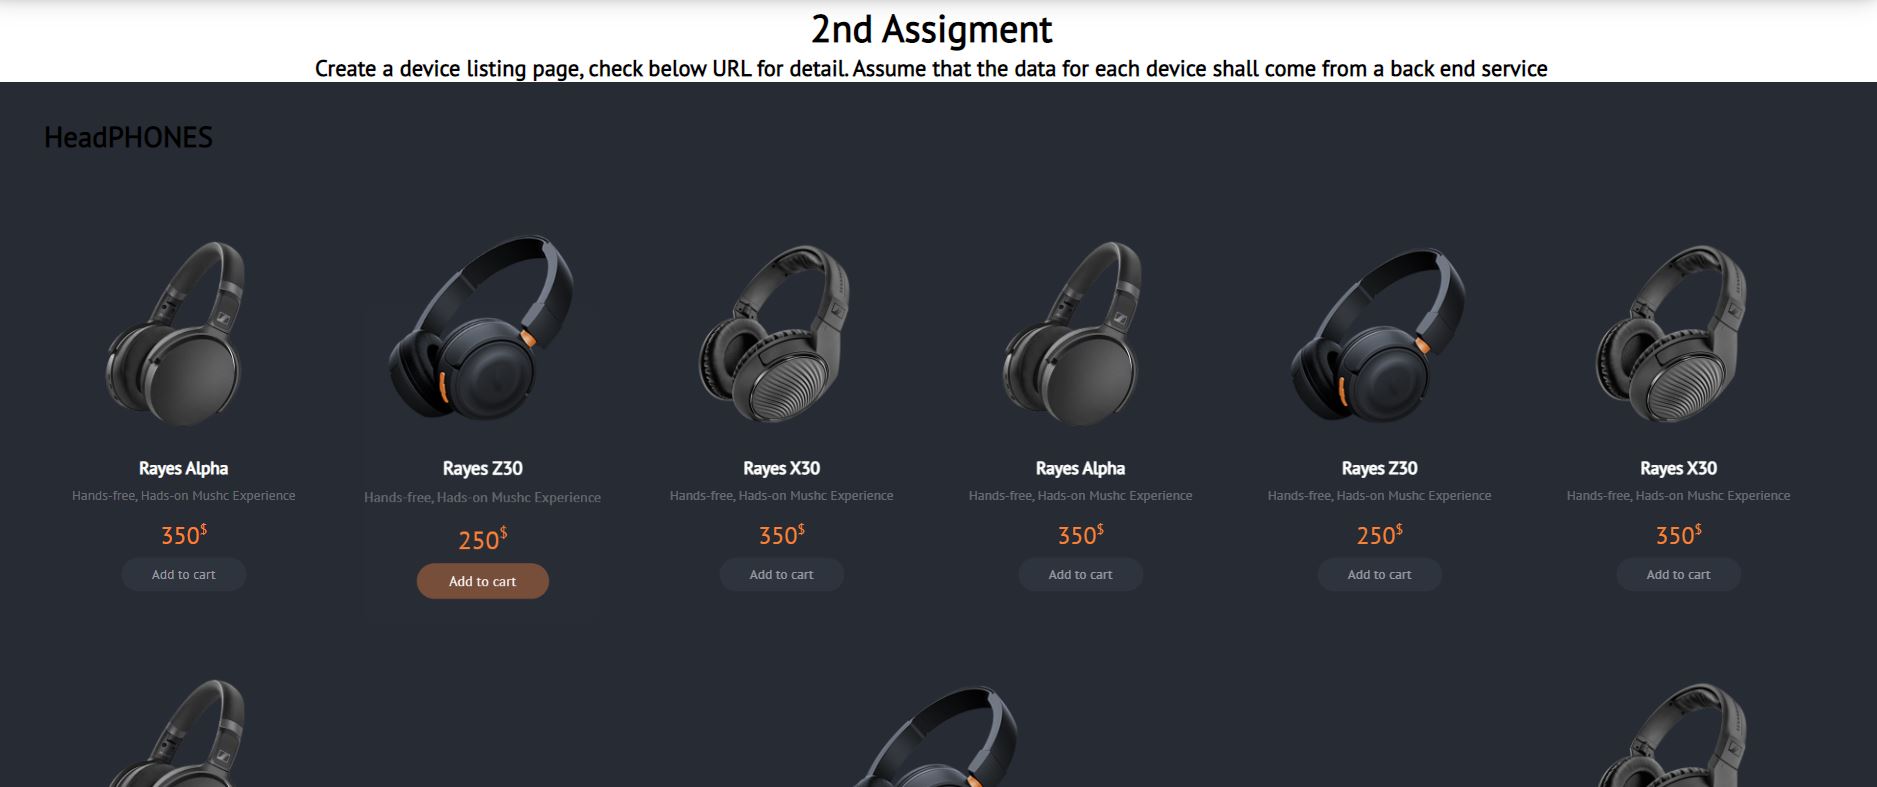 2nd Assigment
Create a device listing page, check below URL for detail. Assume that the data for each device shall come from a back end service
HeadPHONES
Rayes Alpha
Hands-free, Hads-on Mushc Experience
350$
Add to cart
Rayes Z30
Hands-free, Hads-on Mushc Experience
250$
Add to cart
Rayes X30
Hands-free, Hads-on Mushc Experience
350$
Add to cart
Rayes Alpha
Hands-free, Hads-on Mushc Experience
350$
Add to cart
Rayes Z30
Hands-free, Hads-on Mushc Experience
250$
Add to cart
Rayes X30
Hands-free, Hads-on Mushc Experience
350$
Add to cart